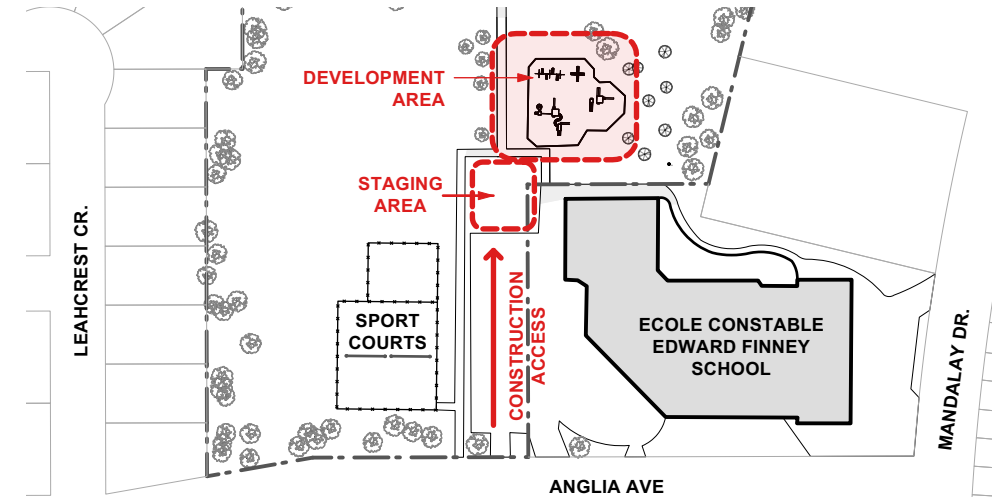 DEVELOPMENT
AREA
STAGING
AREA
LEAHCREST CR.
SPORT
COURTS
CONSTRUCTION
ACCESS
ECOLE CONSTABLE
EDWARD FINNEY
SCHOOL
MANDALAY DR.
ANGLIA AVE